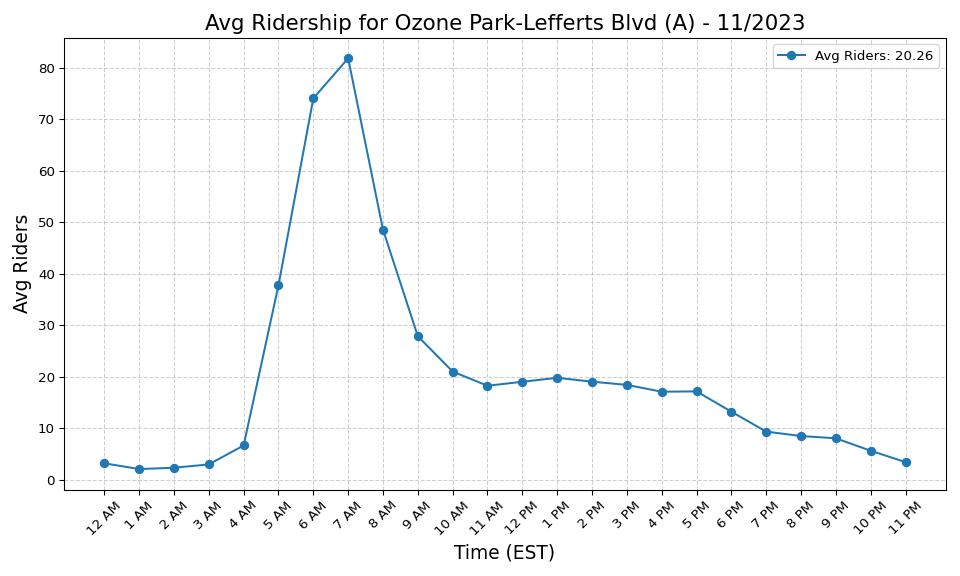 Avg Ridership for Ozone Park-Lefferts Blvd (A) - 11/2023
Avg Riders: 20.26
Avg Riders
80
70
60
50
40
30
20
10
0
12 AM
1 AM
2 AM
3 AM
4 AM
5 AM
6 AM
7 AM
8 AM
9 AM
10 AM
11 AM
12 PM
1 PM
2 PM
3 PM
4 PM
5 PM
6 PM
7 PM
8 PM
9 PM
10 PM
11 PM
Time (EST)